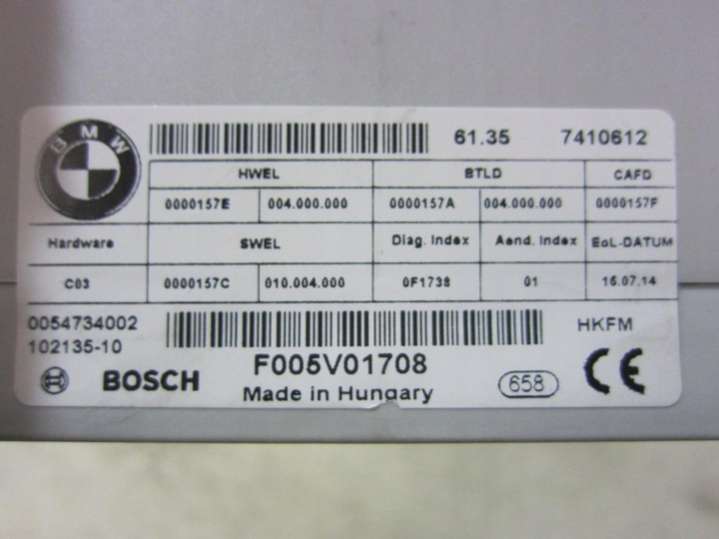 BMW
61.35 7410612
HWEL BTLD CAFD
0000157E 004.000.000 0000157A 004.000.000 0000157F
Hardware SWEL Diag. Index Aend. Index EoL-DATUM
C03 0000157C 010.004.000 0F1738 01 16.07.14
0054734002 HKFM
102135-10
BOSCH F005V01708 658 CE
Made in Hungary